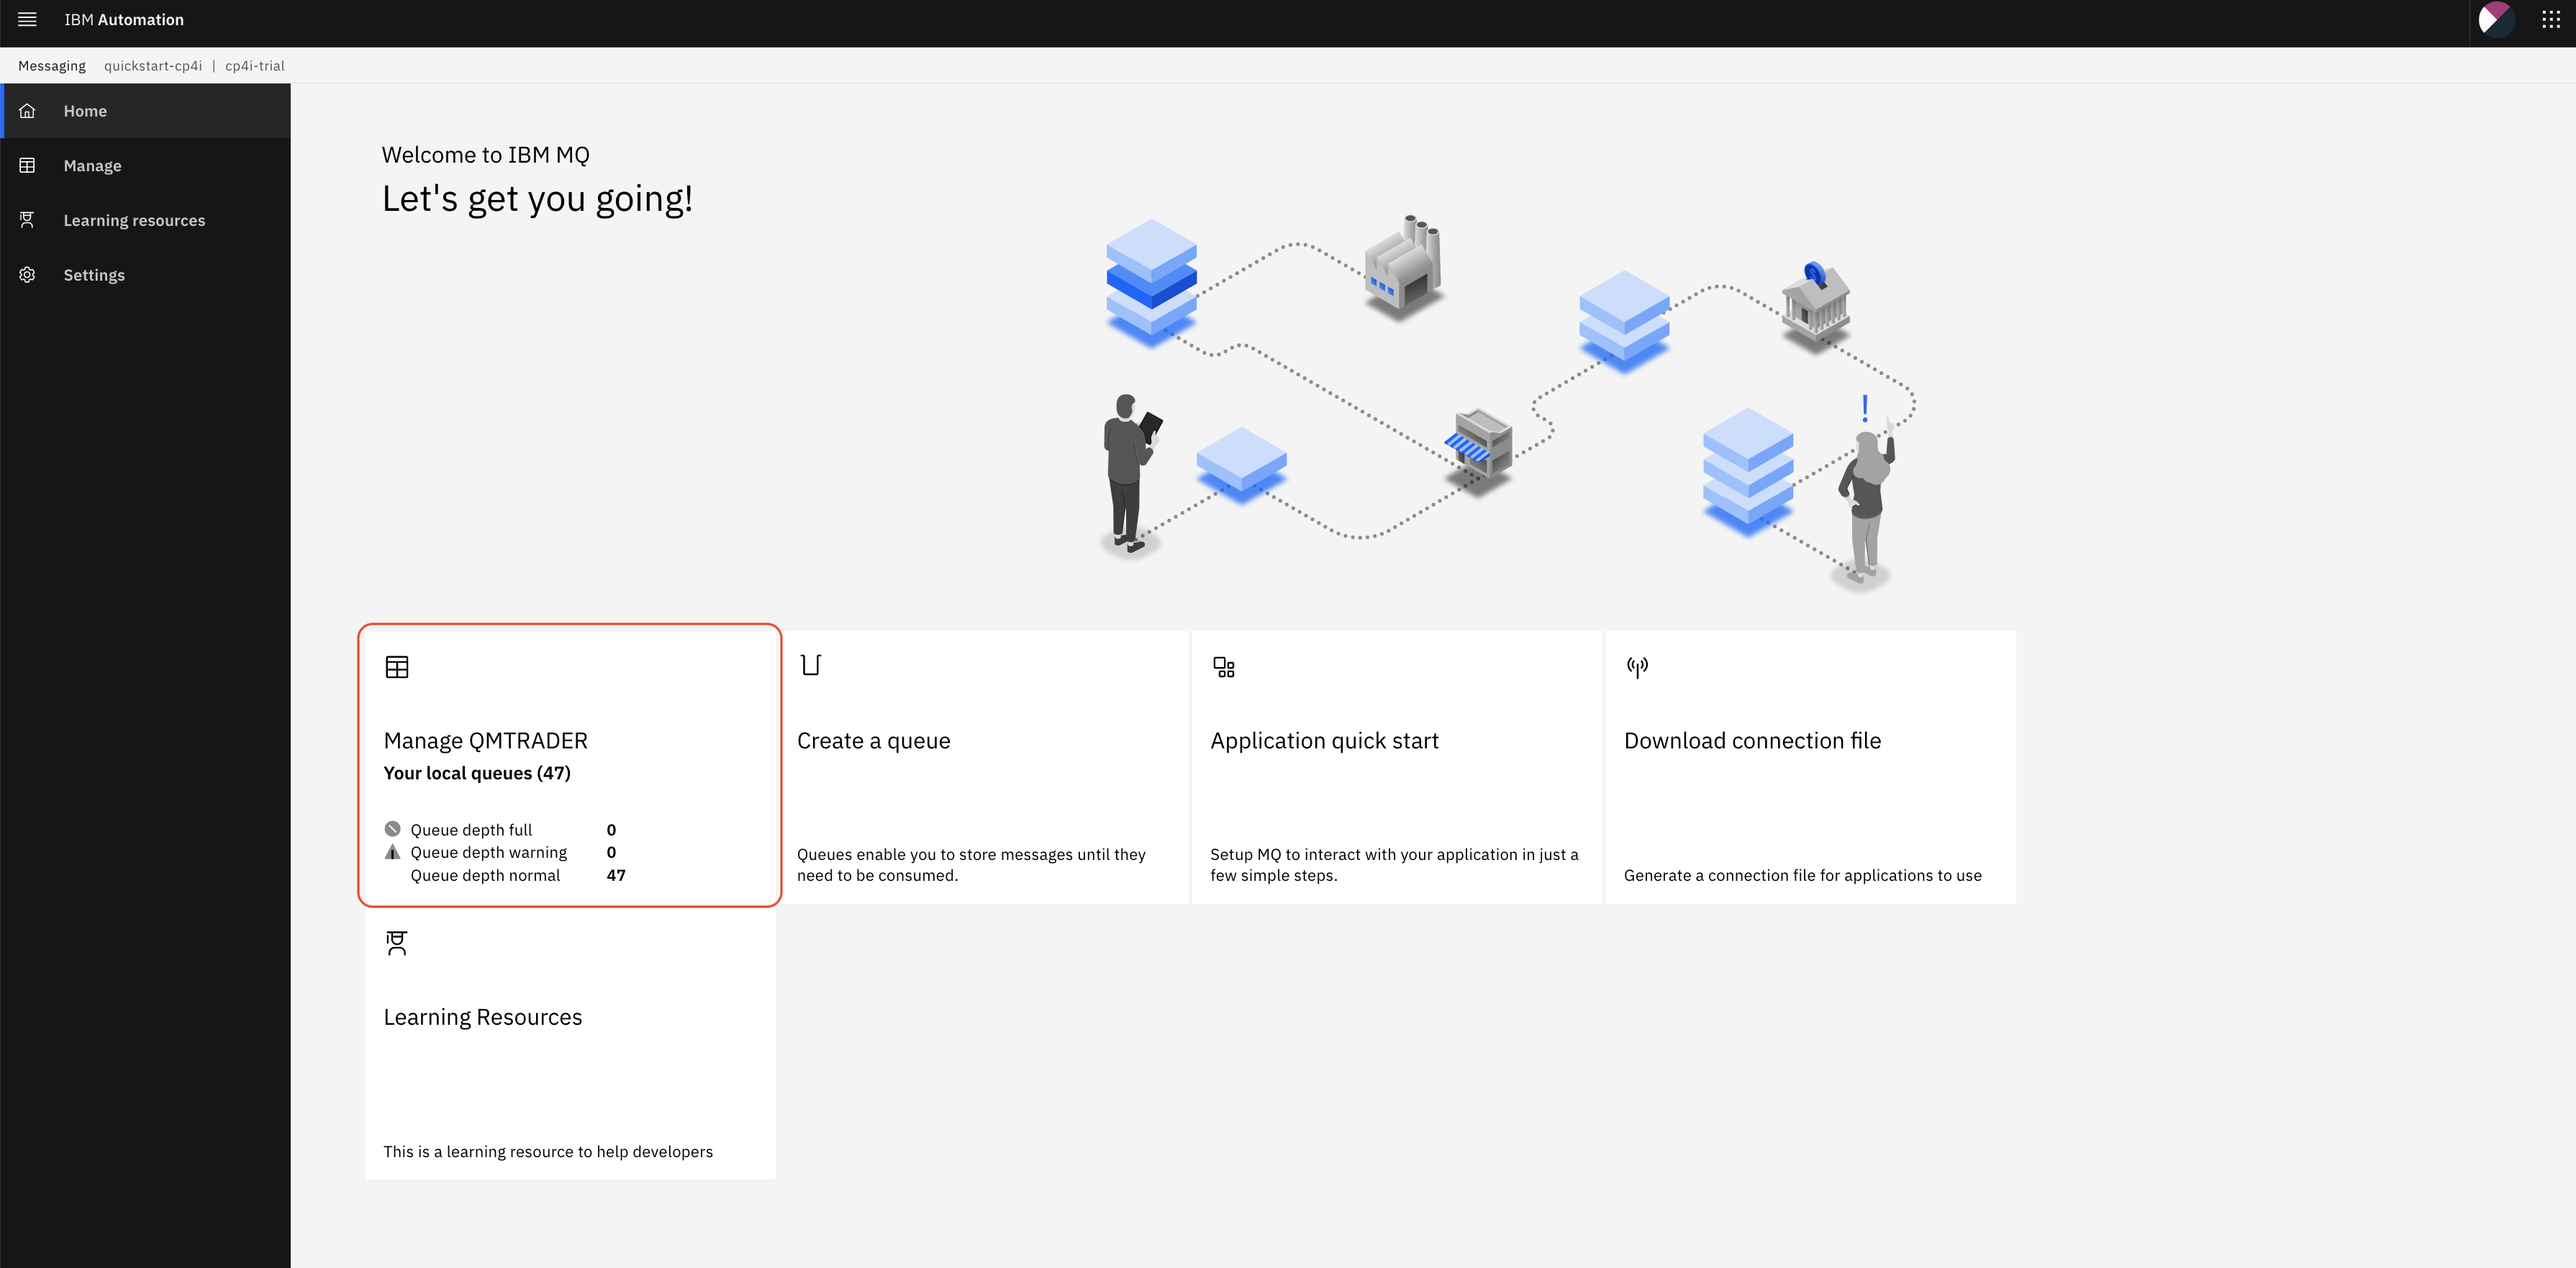 IBM Automation
Messaging quickstart-cp4i | cp4i-trial
Home
Manage
Learning resources
Settings
Welcome to IBM MQ
Let's get you going!
!
Manage QMTRADER
Your local queues (47)
Queue depth full 0
Queue depth warning 0
Queue depth normal 47
Create a queue
Queues enable you to store messages until they
need to be consumed.
Application quick start
Setup MQ to interact with your application in just a
few simple steps.
Download connection file
Generate a connection file for applications to use
Learning Resources
This is a learning resource to help developers